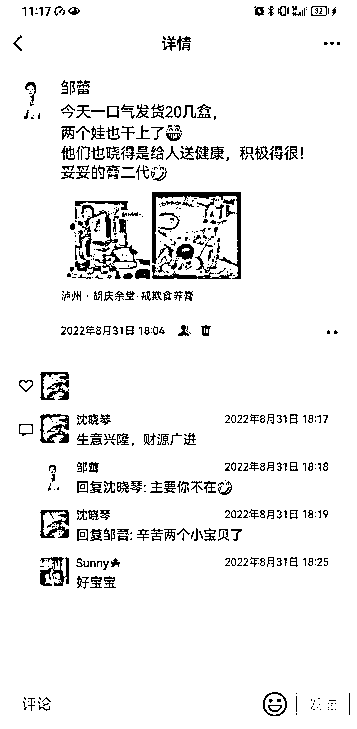 11:17
32
详情
邹蕾
今天一口气发货20几盒，
两个娃也干上了😂
他们也晓得是给人送健康，积极得很！
妥妥的膏二代😏
泸州·胡庆余堂·戒欺食养膏
2022年8月31日 18:04
沈晓琴
2022年8月31日 18:17
生意兴隆，财源广进
邹蕾
2022年8月31日 18:18
回复沈晓琴: 主要你不在😏
沈晓琴
2022年8月31日 18:19
回复邹蕾: 辛苦两个小宝贝了
Sunny★
2022年8月31日 18:25
好宝宝
评论